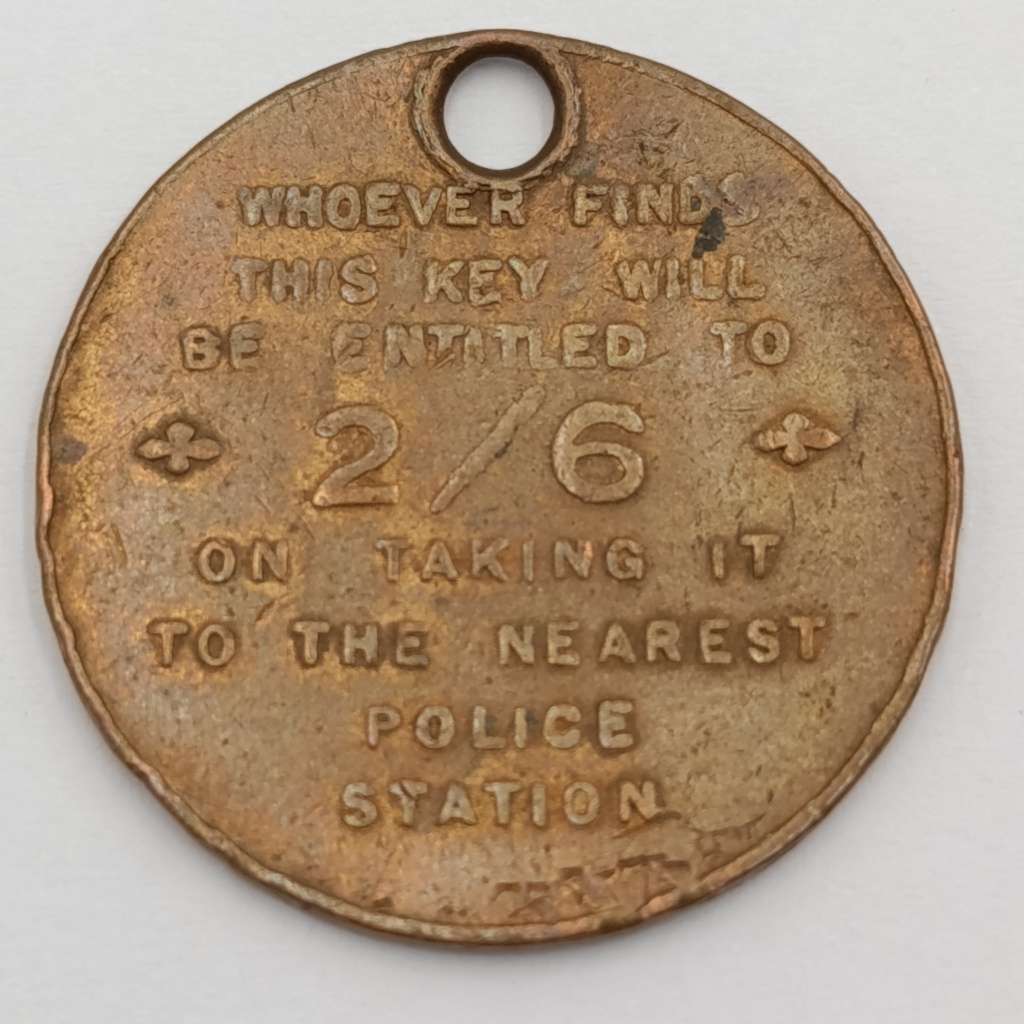 WHOEVER FINDS
THIS KEY WILL
BE ENTITLED TO
2/6
ON TAKING IT
TO THE NEAREST
POLICE
STATION